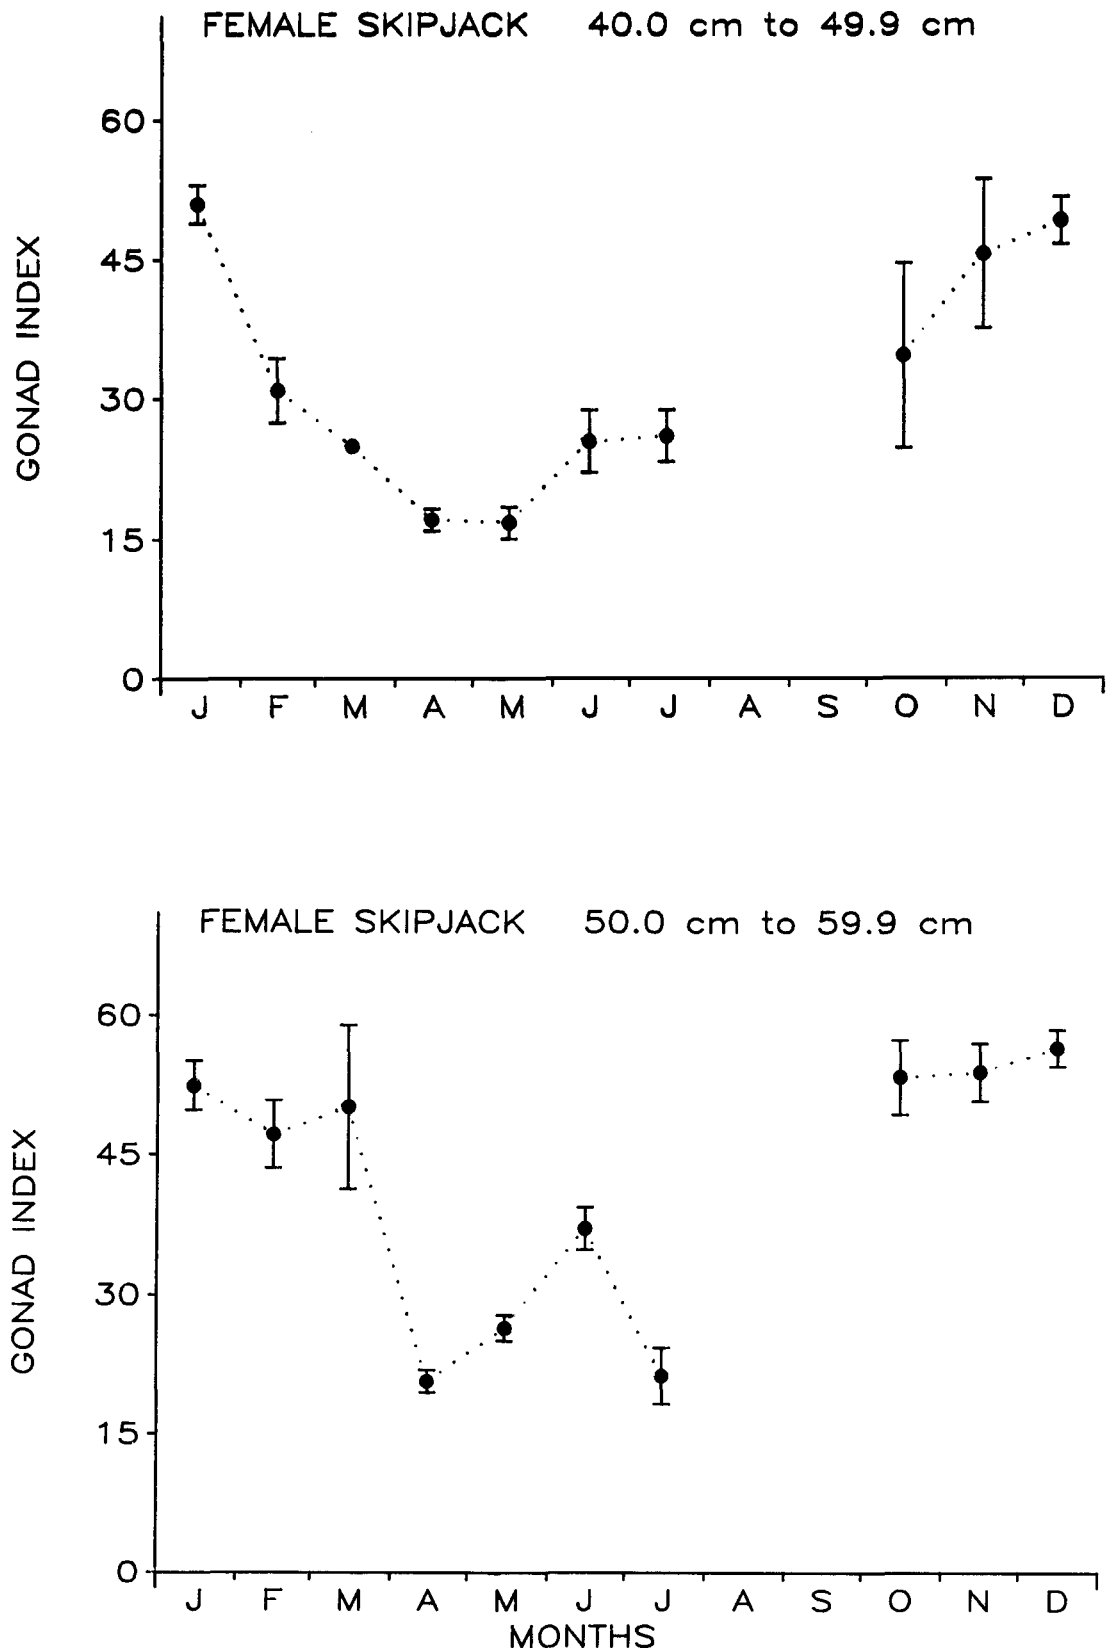 FEMALE SKIPJACK 40.0 cm to 49.9 cm
60
45
30
15
0
GONAD INDEX
J F M A M J J A S O N D
FEMALE SKIPJACK 50.0 cm to 59.9 cm
60
45
30
15
0
GONAD INDEX
J F M A M J J A S O N D
MONTHS